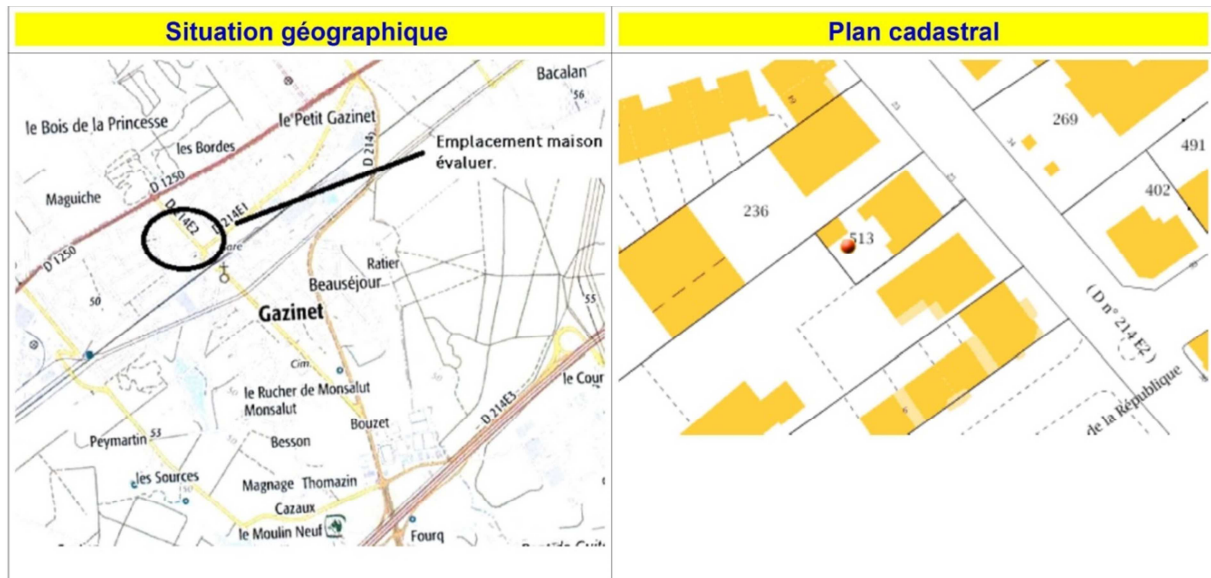 Situation géographique
Plan cadastral
Bacalan
56
le Bois de la Princesse
le Petit Gazinet
Emplacement maison
évaluer.
les Bordes
D 214
D 1250
Maguiche
D 214E2
D 214E1
D 1250
Ratier
50
Beauséjour
55
Gazinet
Cim.
le Rucher de Monsalut
Monsalut
le Cour
D 214E3
Bouzet
Peymartin 53
Besson
les Sources
Magnage Thomazin
Cazaux
le Moulin Neuf
Fourq
23
269
491
402
236
513
(D n° 214 E2)
de la République